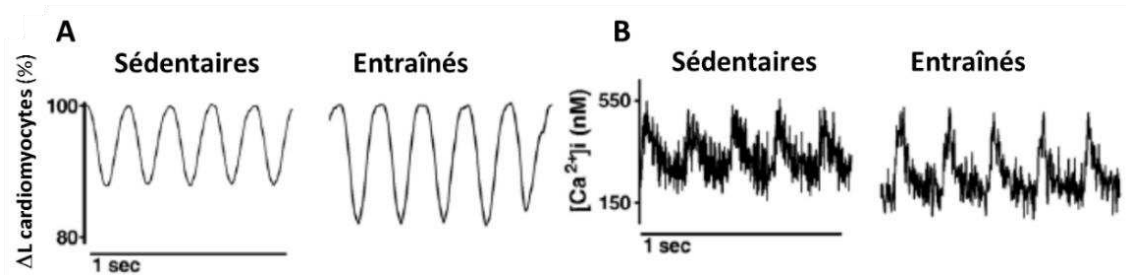 A
Sédentaires
Entraînés
ΔL cardiomyocytes (%)
100
80
1 sec
B
Sédentaires
Entraînés
[Ca²⁺]i (nM)
550
150
1 sec